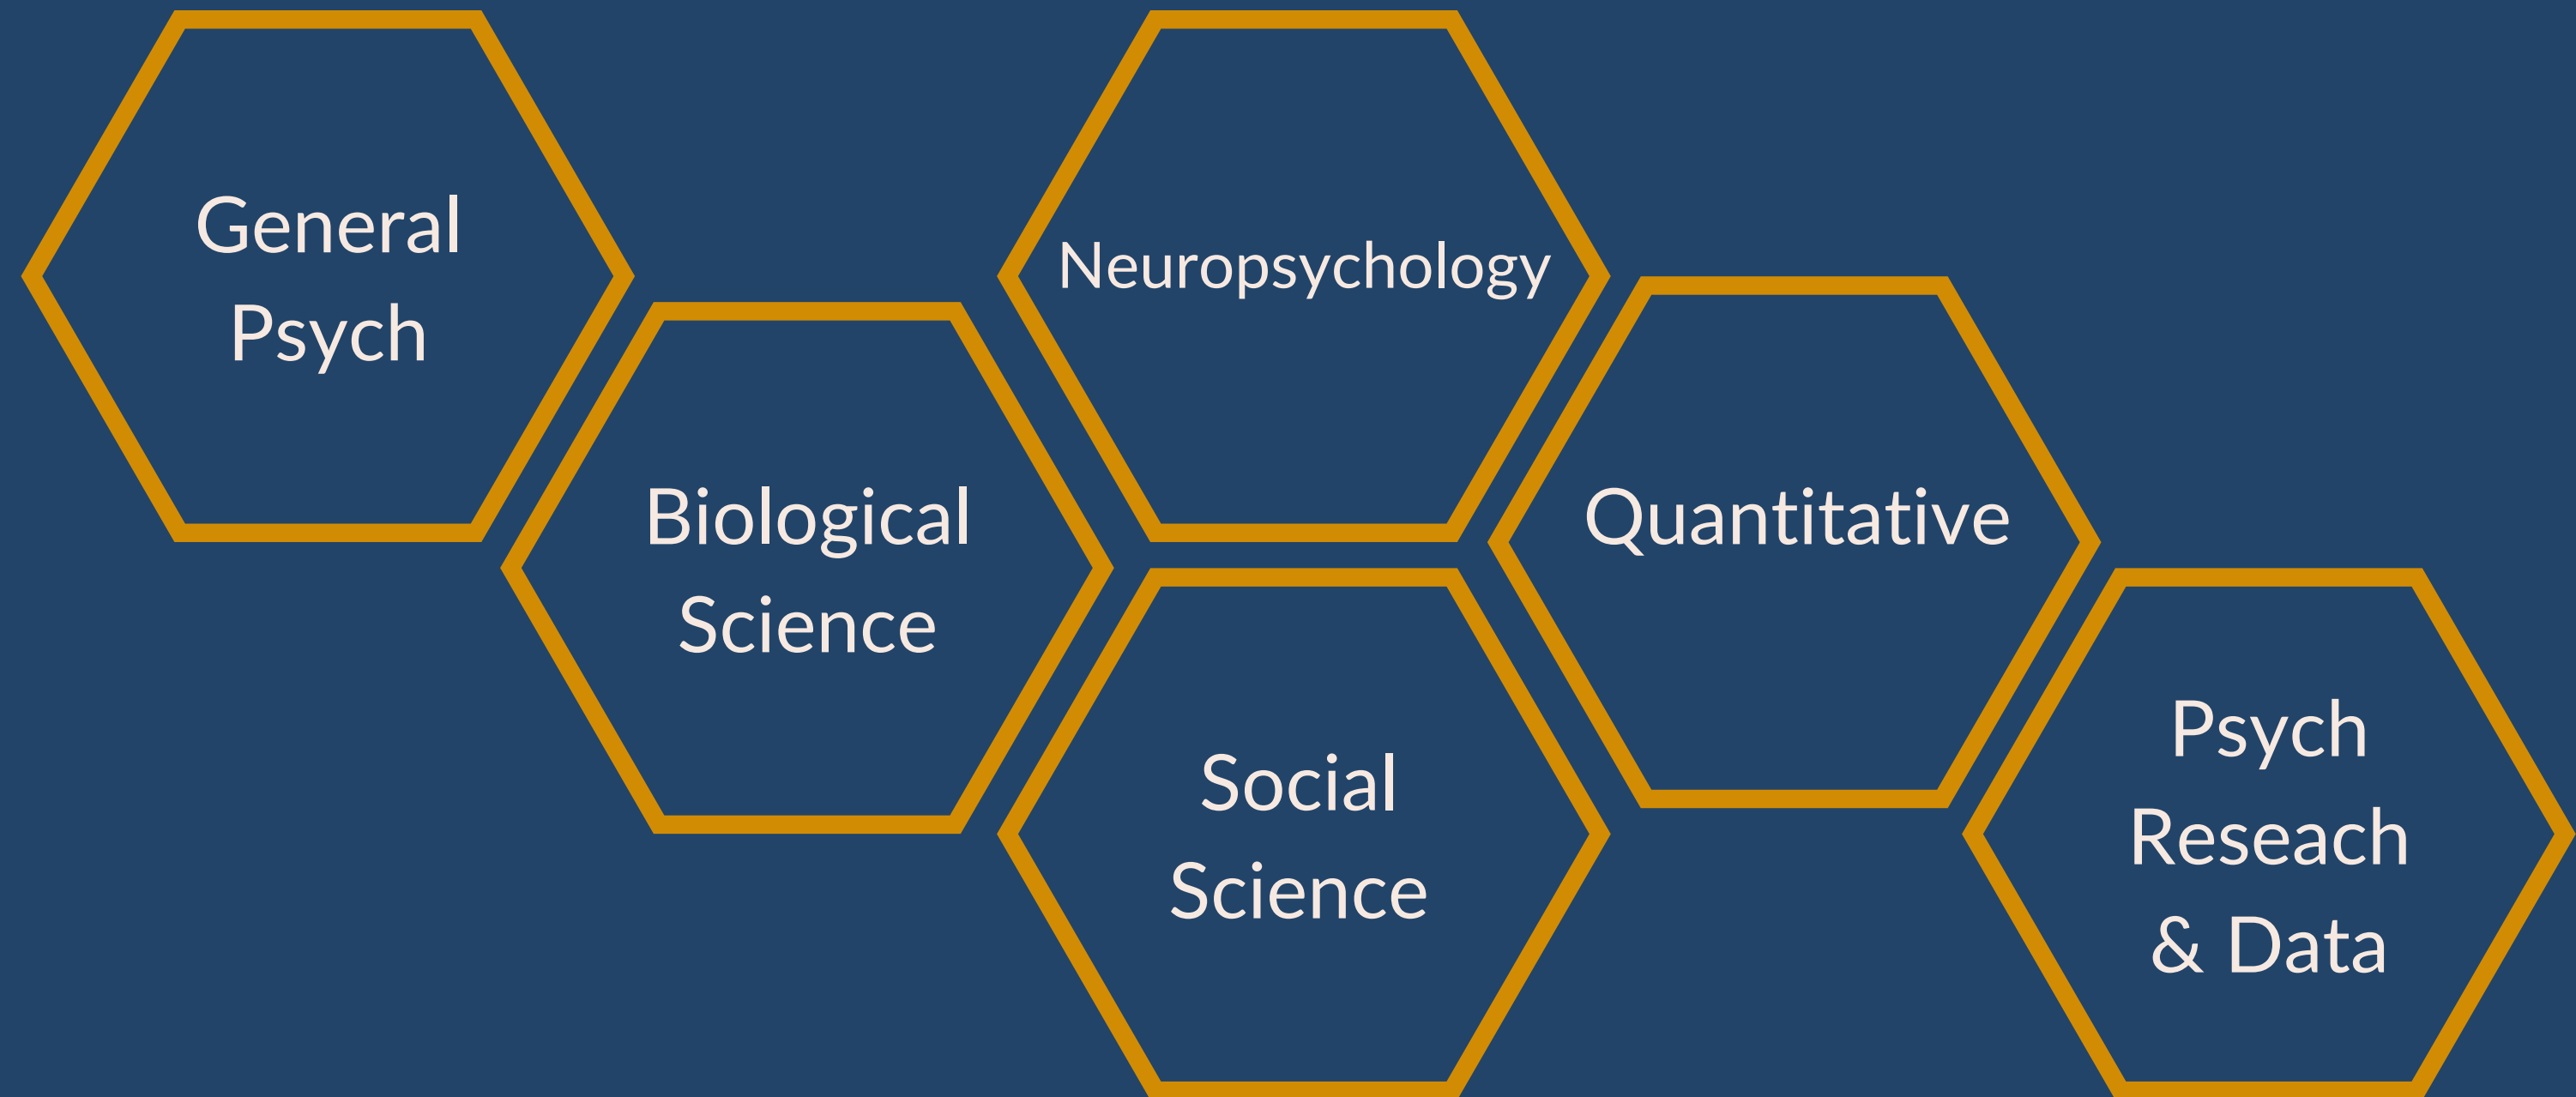 General
Psych
Biological
Science
Neuropsychology
Social
Science
Quantitative
Psych
Reseach
& Data